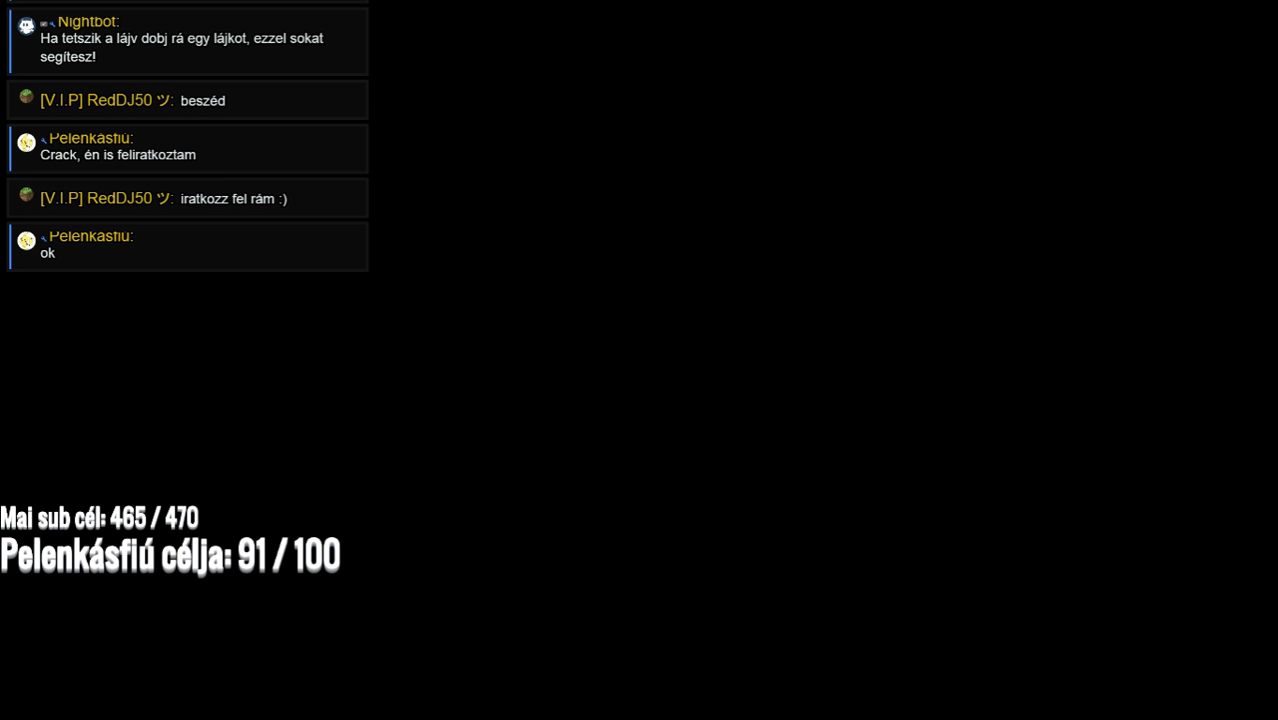 Nightbot:
Ha tetszik a lájv dobj rá egy lájkot, ezzel sokat
segítesz!
[V.I.P] RedDJ50 ツ: beszéd
Pelenkásfiú:
Crack, én is feliratkoztam
[V.I.P] RedDJ50 ツ: iratkozz fel rám :)
Pelenkásfiú:
ok
Mai sub cél: 465 / 470
Pelenkásfiú célja: 91 / 100